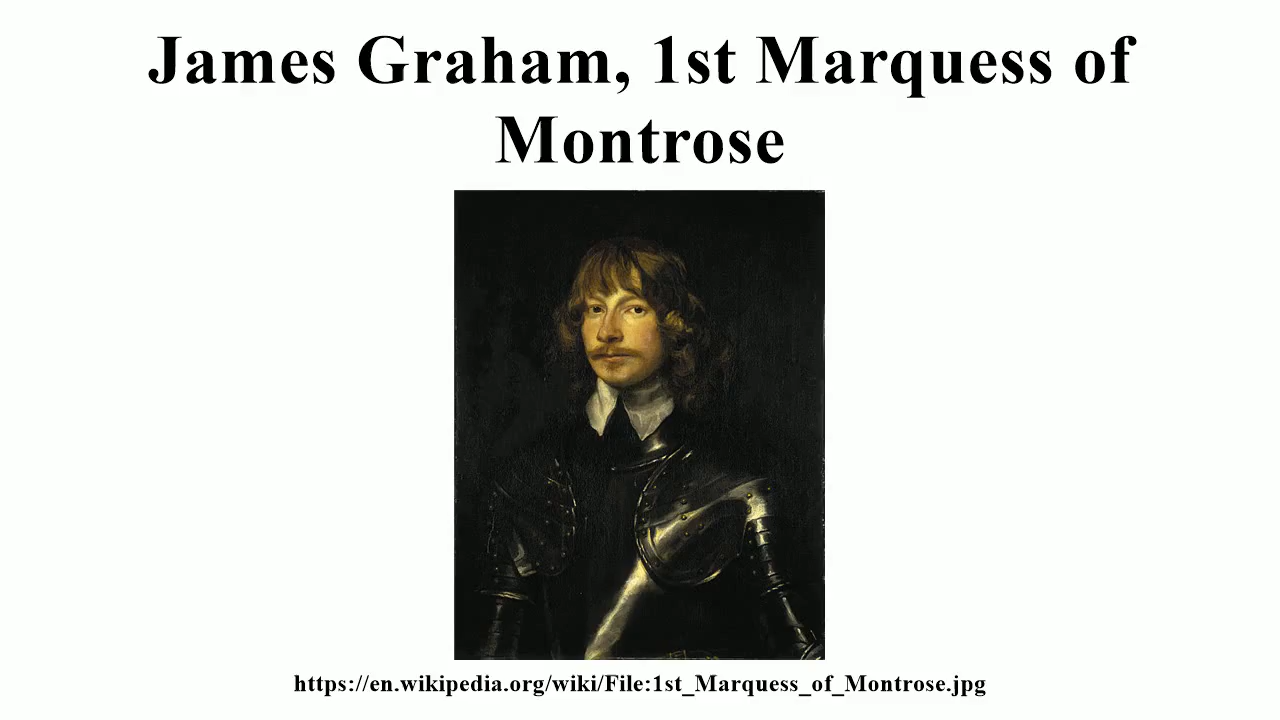 James Graham, 1st Marquess of
Montrose
https://en.wikipedia.org/wiki/File:1st_Marquess_of_Montrose.jpg